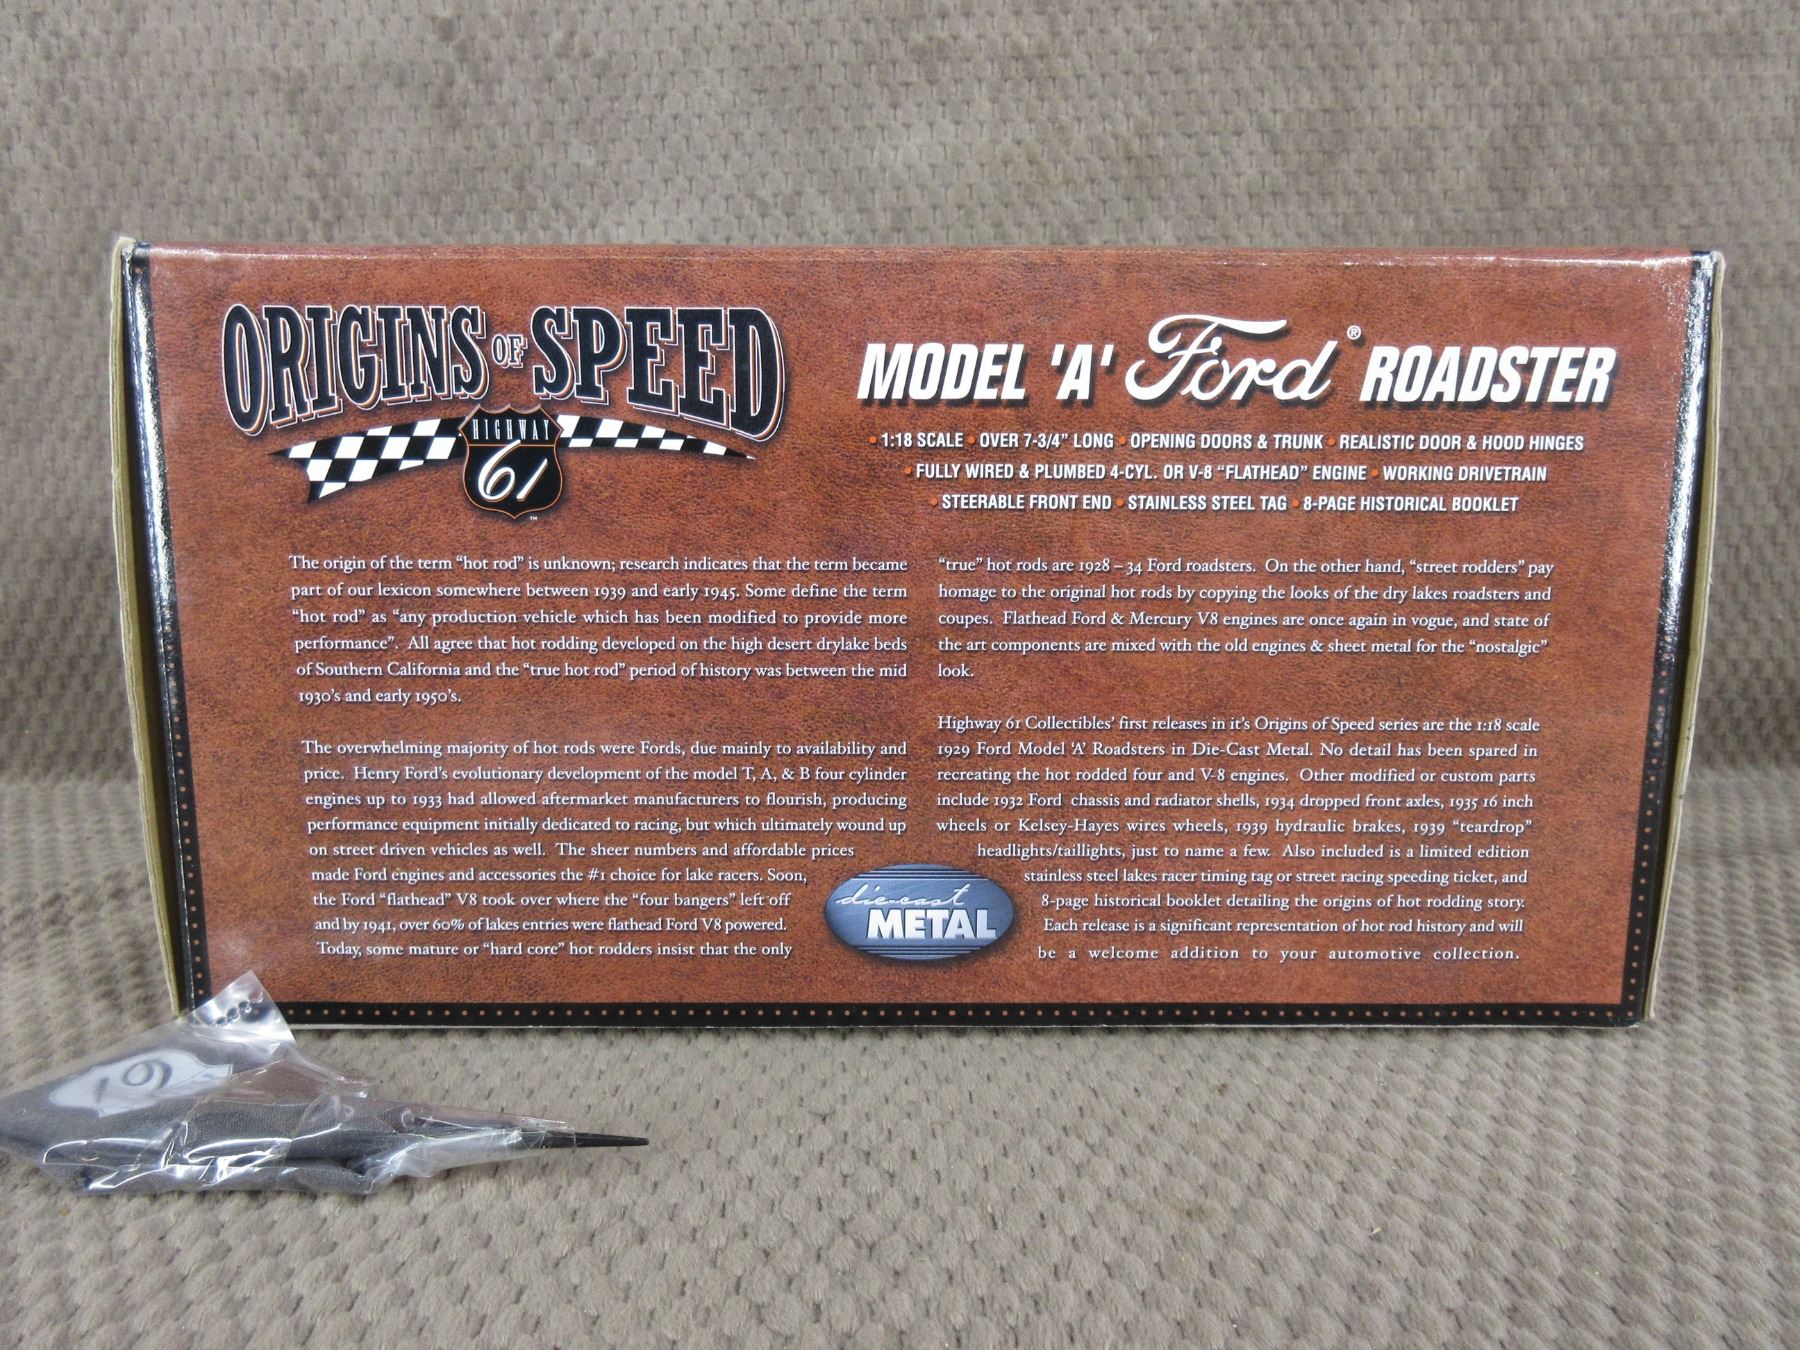 ORIGINS OF SPEED
HIGHWAY
61
™
MODEL 'A' Ford® ROADSTER
• 1:18 SCALE • OVER 7-3/4" LONG • OPENING DOORS & TRUNK • REALISTIC DOOR & HOOD HINGES
• FULLY WIRED & PLUMBED 4-CYL. OR V-8 “FLATHEAD” ENGINE • WORKING DRIVETRAIN
• STEERABLE FRONT END • STAINLESS STEEL TAG • 8-PAGE HISTORICAL BOOKLET
The origin of the term “hot rod” is unknown; research indicates that the term became
part of our lexicon somewhere between 1939 and early 1945. Some define the term
“hot rod” as “any production vehicle which has been modified to provide more
performance”. All agree that hot rodding developed on the high desert drylake beds
of Southern California and the “true hot rod” period of history was between the mid
1930’s and early 1950’s.
The overwhelming majority of hot rods were Fords, due mainly to availability and
price. Henry Ford’s evolutionary development of the model T, A, & B four cylinder
engines up to 1933 had allowed aftermarket manufacturers to flourish, producing
performance equipment initially dedicated to racing, but which ultimately wound up
on street driven vehicles as well. The sheer numbers and affordable prices
made Ford engines and accessories the #1 choice for lake racers. Soon,
the Ford “flathead” V8 took over where the “four bangers” left off
and by 1941, over 60% of lakes entries were flathead Ford V8 powered.
Today, some mature or “hard core” hot rodders insist that the only
“true” hot rods are 1928 – 34 Ford roadsters. On the other hand, “street rodders” pay
homage to the original hot rods by copying the looks of the dry lakes roadsters and
coupes. Flathead Ford & Mercury V8 engines are once again in vogue, and state of
the art components are mixed with the old engines & sheet metal for the “nostalgic”
look.
Highway 61 Collectibles’ first releases in it’s Origins of Speed series are the 1:18 scale
1929 Ford Model ‘A’ Roadsters in Die-Cast Metal. No detail has been spared in
recreating the hot rodded four and V-8 engines. Other modified or custom parts
include 1932 Ford chassis and radiator shells, 1934 dropped front axles, 1935 16 inch
wheels or Kelsey-Hayes wires wheels, 1939 hydraulic brakes, 1939 “teardrop”
headlights/taillights, just to name a few. Also included is a limited edition
stainless steel lakes racer timing tag or street racing speeding ticket, and
8-page historical booklet detailing the origins of hot rodding story.
Each release is a significant representation of hot rod history and will
be a welcome addition to your automotive collection.
die-cast
METAL